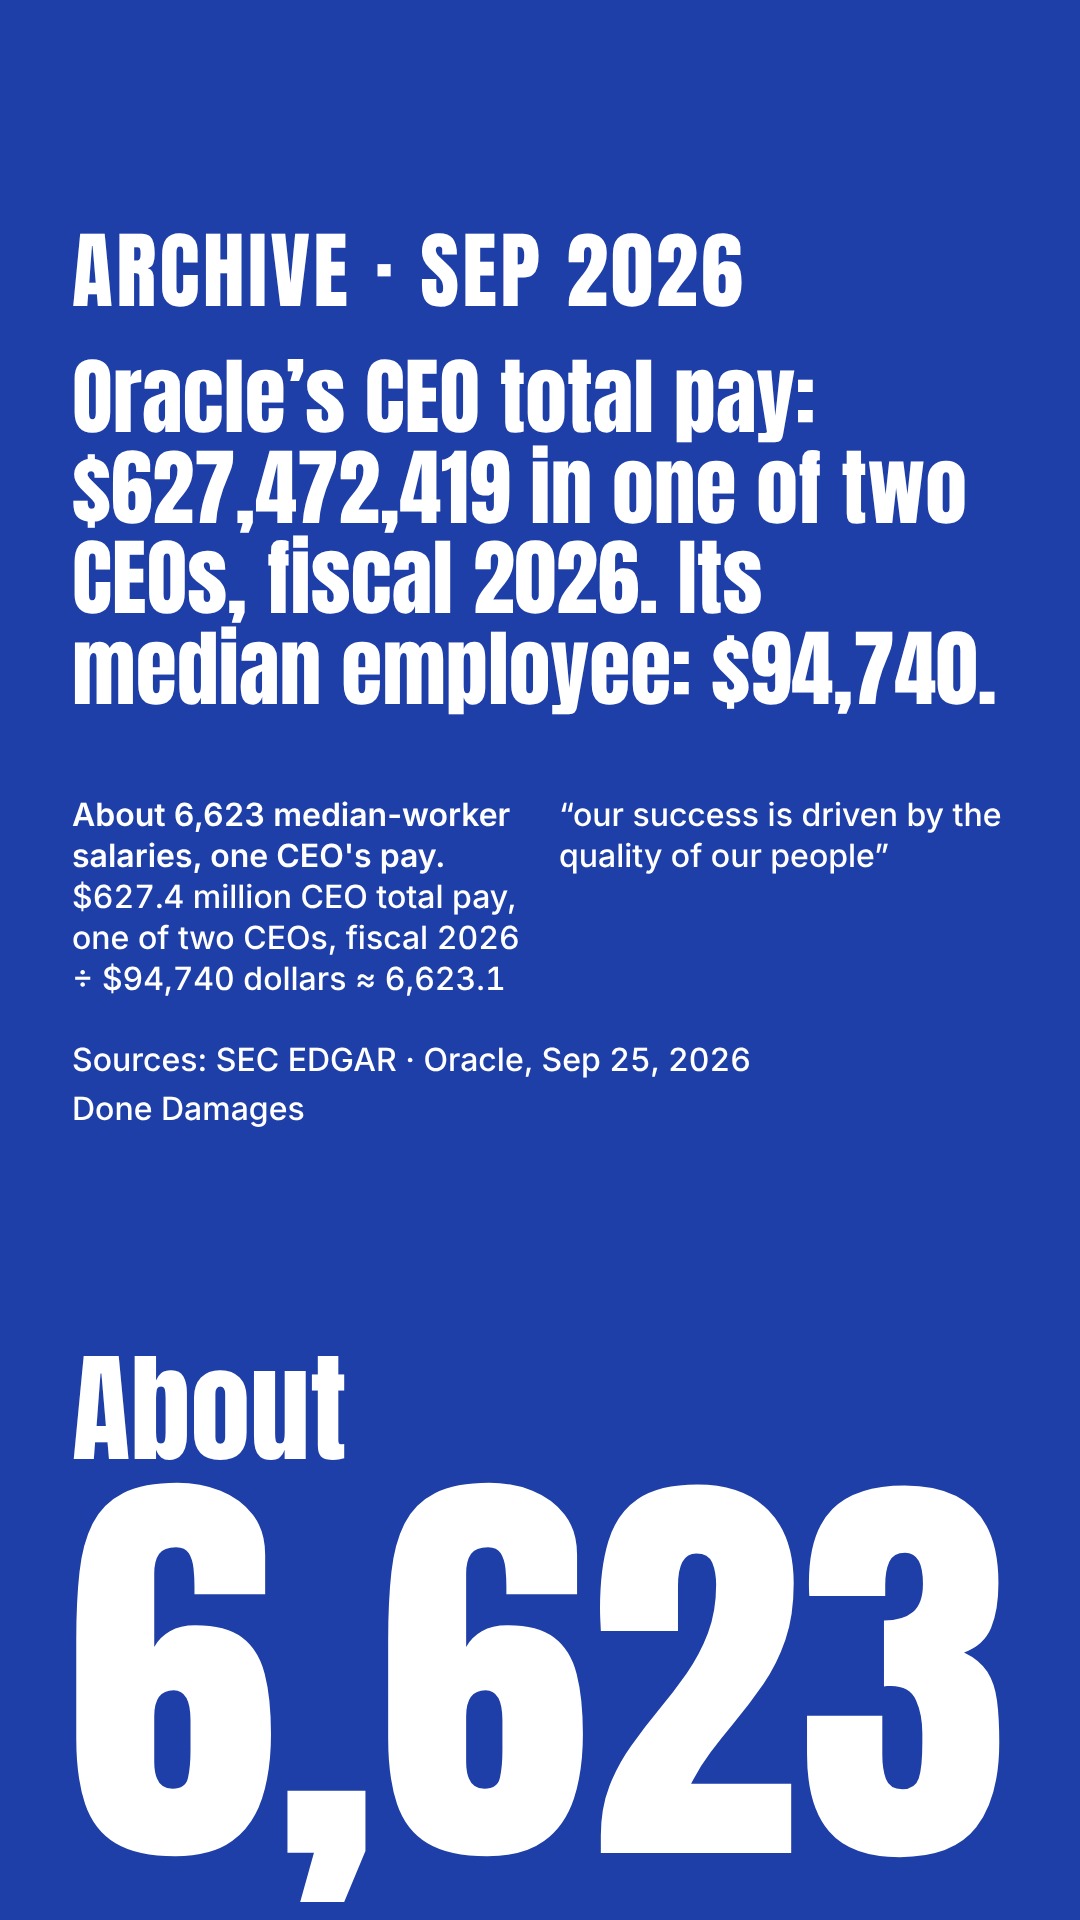 ARCHIVE · SEP 2026
Oracle’s CEO total pay:
$627,472,419 in one of two
CEOs, fiscal 2026. Its
median employee: $94,740.
About 6,623 median-worker
salaries, one CEO's pay.
$627.4 million CEO total pay,
one of two CEOs, fiscal 2026
÷ $94,740 dollars ≈ 6,623.1
“our success is driven by the
quality of our people”
Sources: SEC EDGAR · Oracle, Sep 25, 2026
Done Damages
About
6,623